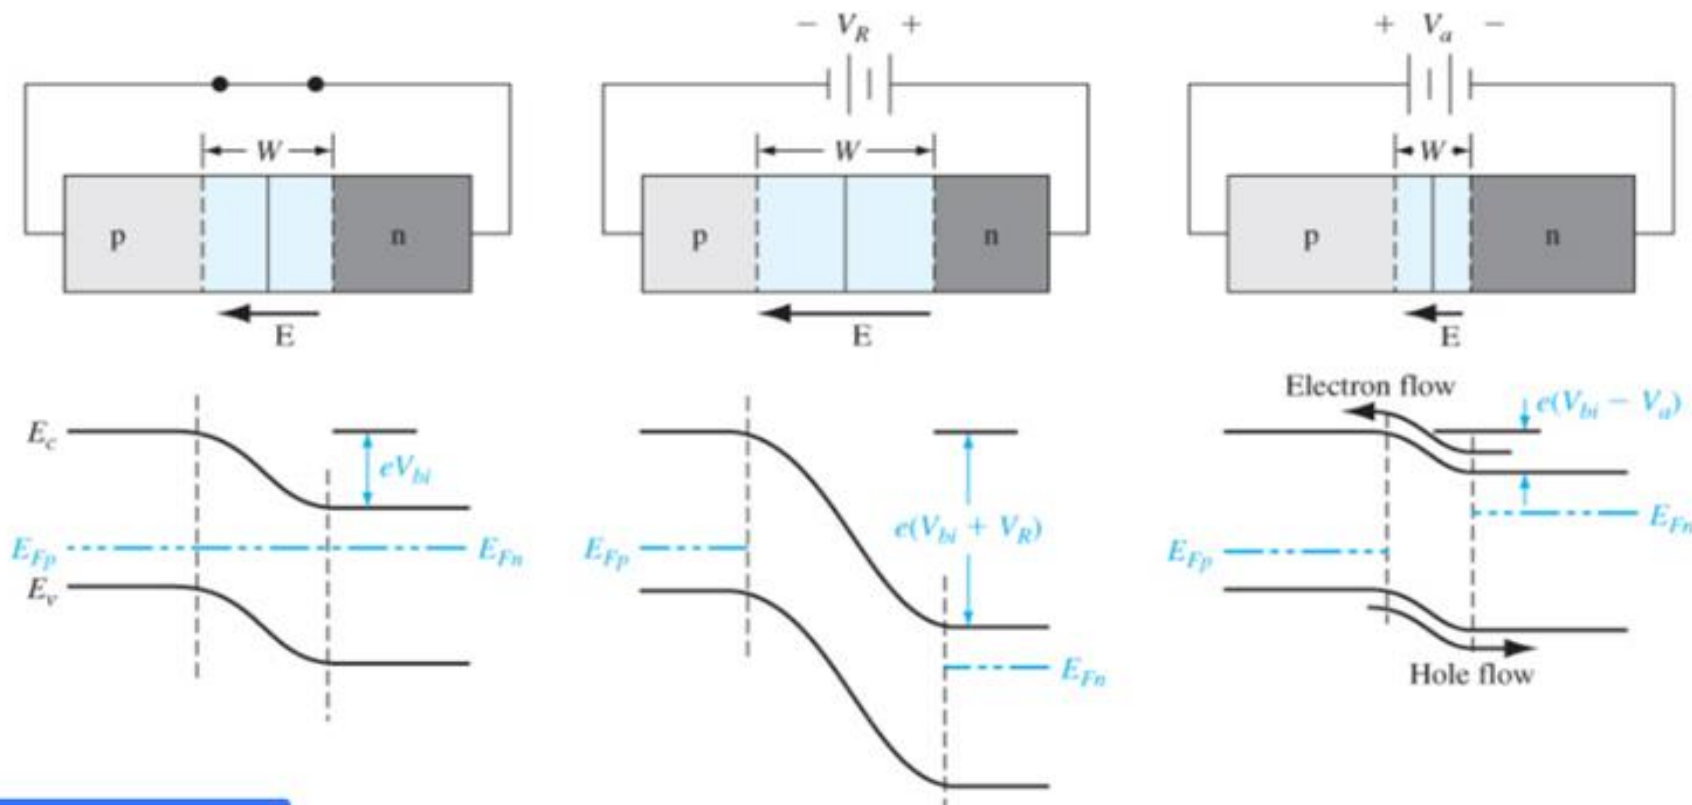 − V_R +
+ V_a −
W
W
W
p
n
p
n
p
n
E
E
E
E_c
eV_bi
E_Fp
E_Fn
E_v
e(V_bi + V_R)
E_Fp
E_Fn
Electron flow
e(V_bi − V_a)
E_Fn
E_Fp
Hole flow